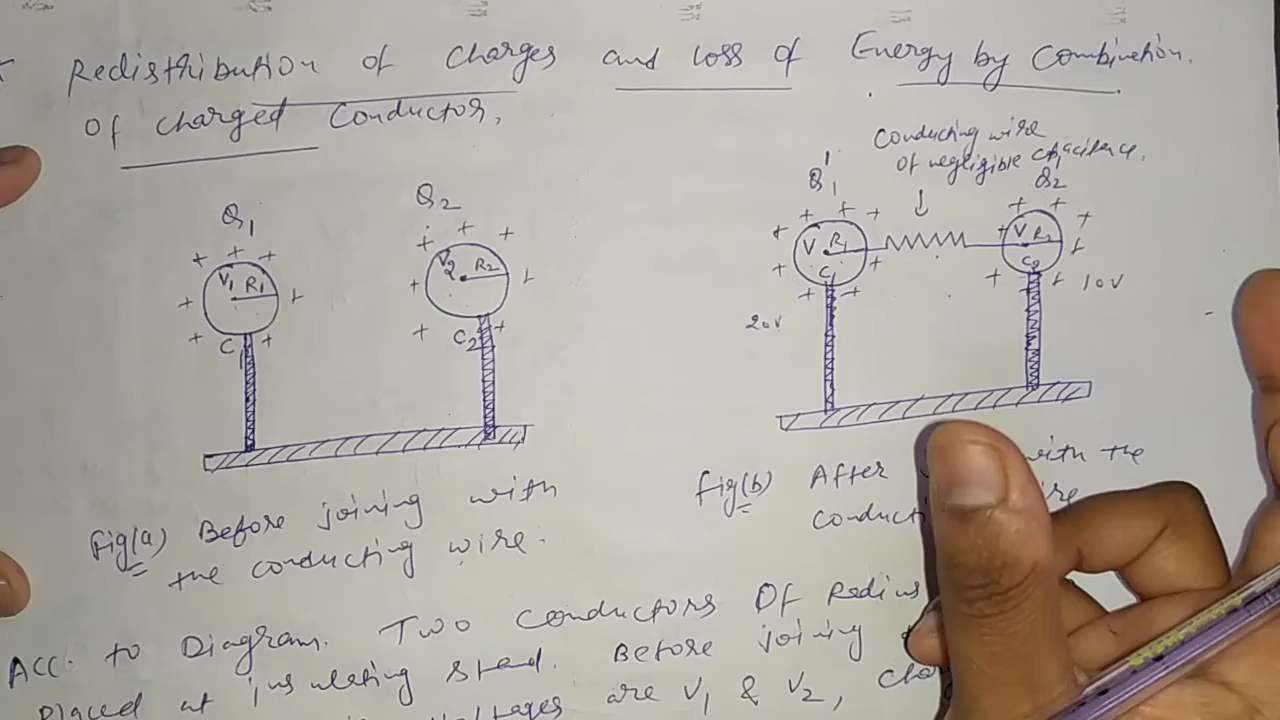 Redistribution of charges and loss of Energy by Combination.
of charged Conductor,
conducting wire
of negligible capacitance.
Q1
Q2
Q'1
Q'2
V1 R1
V2 R2
V R1
V R2
C1
C2
C1
C2
20V
10V
Fig(a) Before joining with
the conducting wire.
Fig(b) After with the
Acc. to Diagram. Two Conductors Of Radius
placed at insulating stand. Before joining
are V1 & V2,